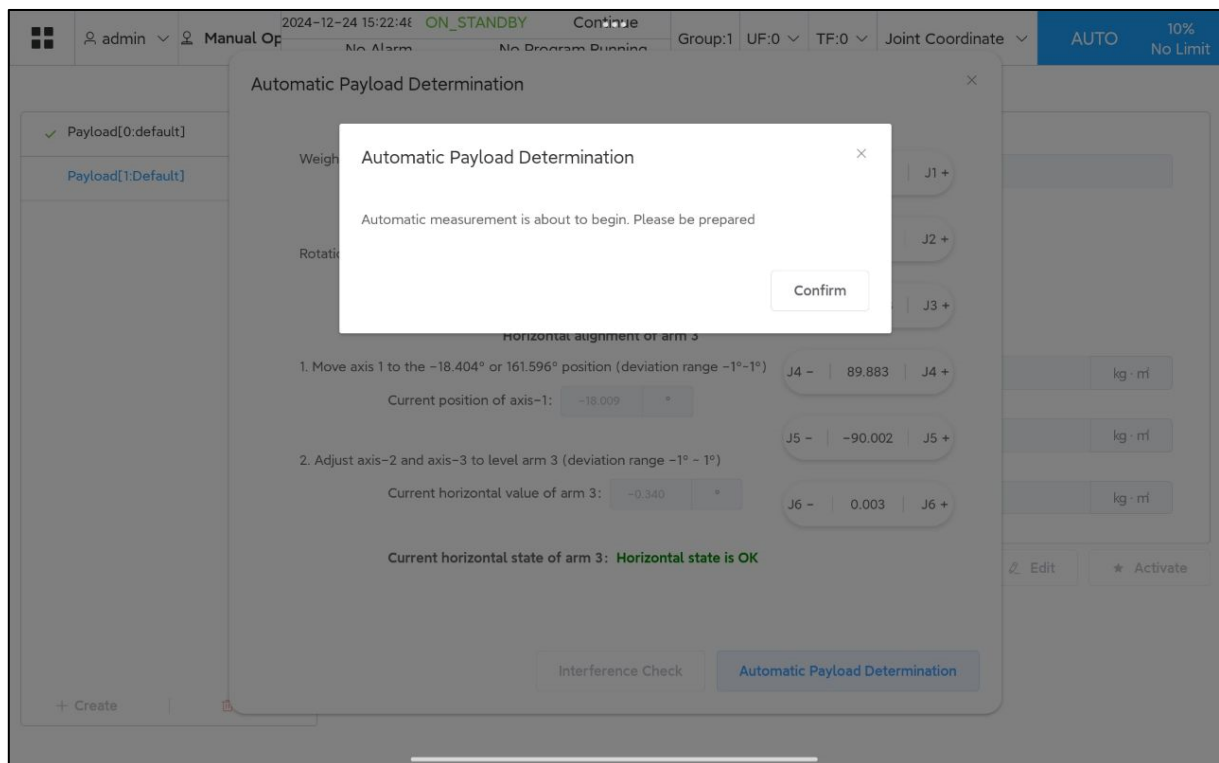 2024-12-24 15:22:48 ON_STANDBY Continue
admin Manual Op Group:1 UF:0 TF:0 Joint Coordinate AUTO 10%
No Alarm No Program Running No Limit
Automatic Payload Determination
Payload[0:default]
Payload[1:Default]
Weigh
Automatic Payload Determination
J1 +
Automatic measurement is about to begin. Please be prepared
J2 +
Rotatio
Confirm
J3 +
Horizontal alignment of arm 3
1. Move axis 1 to the -18.404° or 161.596° position (deviation range -1°-1°)
J4 - 89.883 J4 +
kg · ㎡
Current position of axis-1: -18.009 °
J5 - -90.002 J5 +
kg · ㎡
2. Adjust axis-2 and axis-3 to level arm 3 (deviation range -1° - 1°)
Current horizontal value of arm 3: -0.340 °
J6 - 0.003 J6 +
kg · ㎡
Current horizontal state of arm 3: Horizontal state is OK
Edit Activate
Interference Check Automatic Payload Determination
+ Create